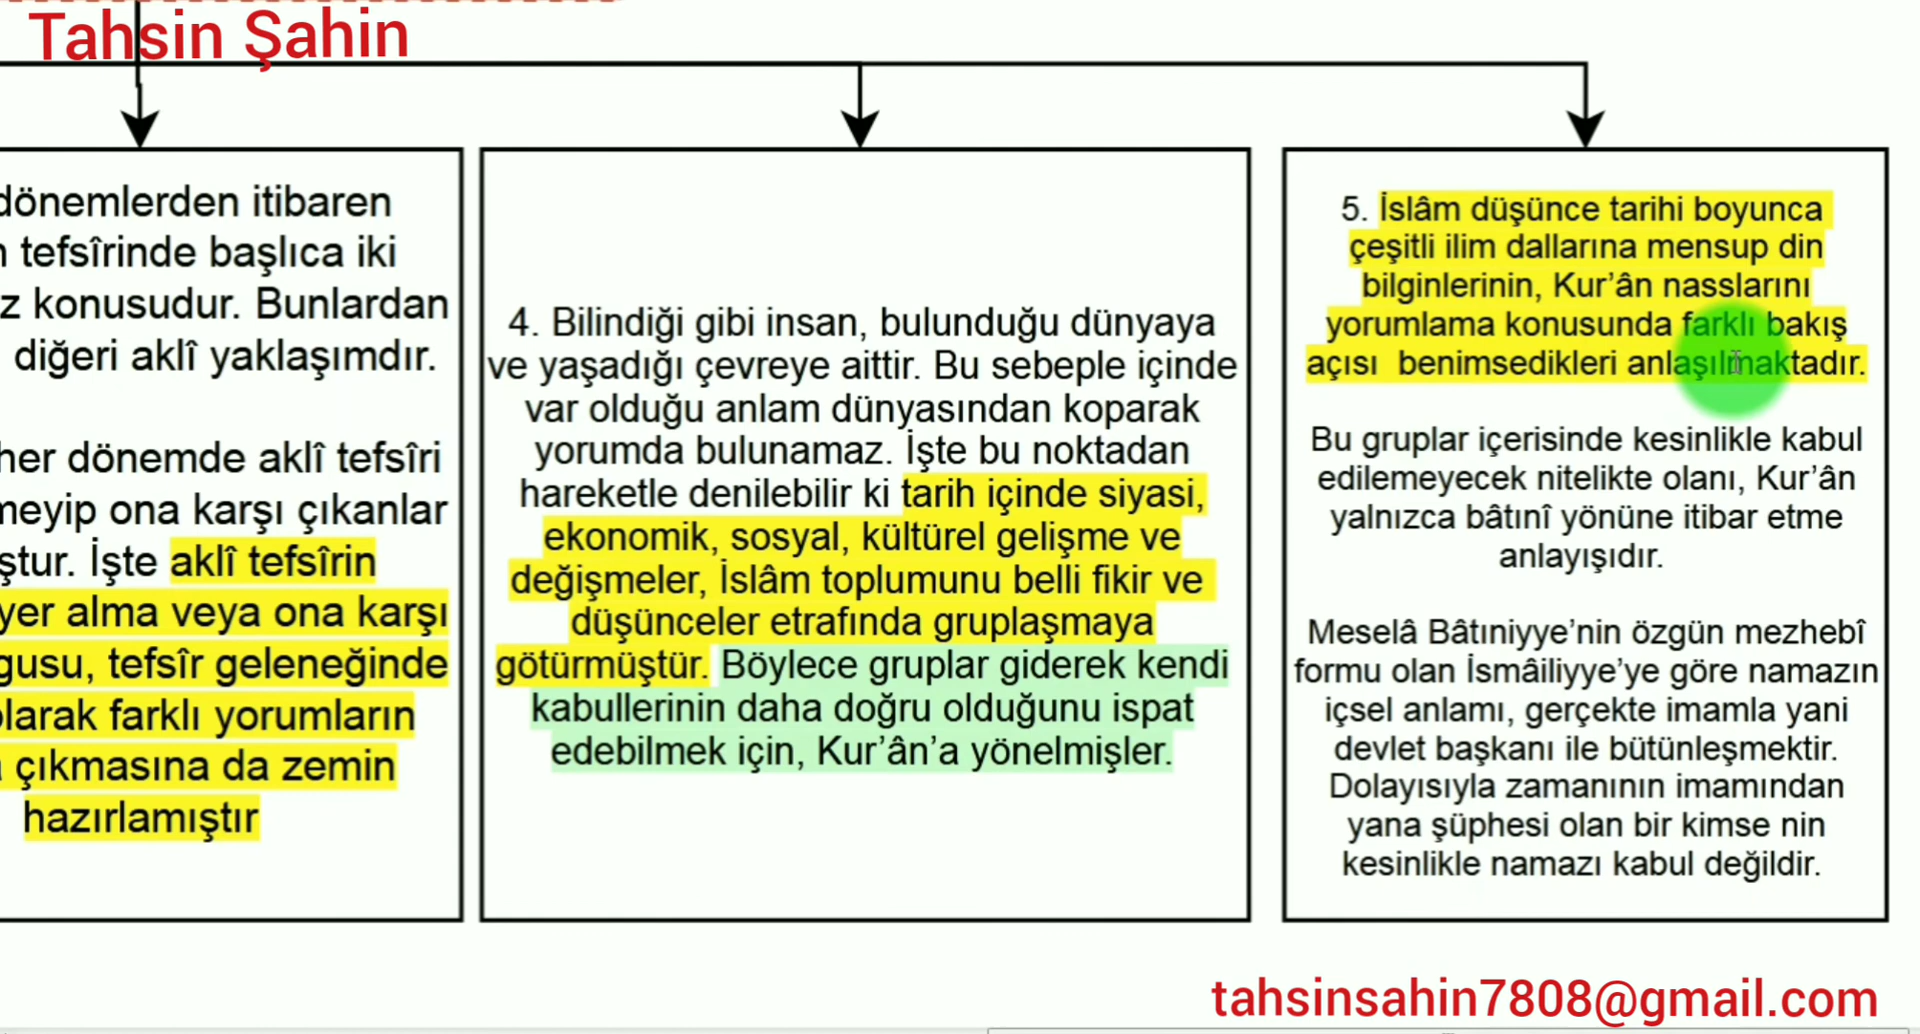 Tahsin Şahin
dönemlerden itibaren
tefsîrinde başlıca iki
z konusudur. Bunlardan
diğeri aklî yaklaşımdır.
her dönemde aklî tefsîri
meyip ona karşı çıkanlar
ştur. İşte aklî tefsîrin
yer alma veya ona karşı
gusu, tefsîr geleneğinde
olarak farklı yorumların
çıkmasına da zemin
hazırlamıştır
4. Bilindiği gibi insan, bulunduğu dünyaya
ve yaşadığı çevreye aittir. Bu sebeple içinde
var olduğu anlam dünyasından koparak
yorumda bulunamaz. İşte bu noktadan
hareketle denilebilir ki tarih içinde siyasi,
ekonomik, sosyal, kültürel gelişme ve
değişmeler, İslâm toplumunu belli fikir ve
düşünceler etrafında gruplaşmaya
götürmüştür. Böylece gruplar giderek kendi
kabullerinin daha doğru olduğunu ispat
edebilmek için, Kur’ân’a yönelmişler.
5. İslâm düşünce tarihi boyunca
çeşitli ilim dallarına mensup din
bilginlerinin, Kur’ân nasslarını
yorumlama konusunda farklı bakış
açısı benimsedikleri anlaşılmaktadır.
Bu gruplar içerisinde kesinlikle kabul
edilemeyecek nitelikte olanı, Kur’ân
yalnızca bâtınî yönüne itibar etme
anlayışıdır.
Meselâ Bâtıniyye’nin özgün mezhebî
formu olan İsmâiliyye’ye göre namazın
içsel anlamı, gerçekte imamla yani
devlet başkanı ile bütünleşmektir.
Dolayısıyla zamanının imamından
yana şüphesi olan bir kimse nin
kesinlikle namazı kabul değildir.
tahsinsahin7808@gmail.com